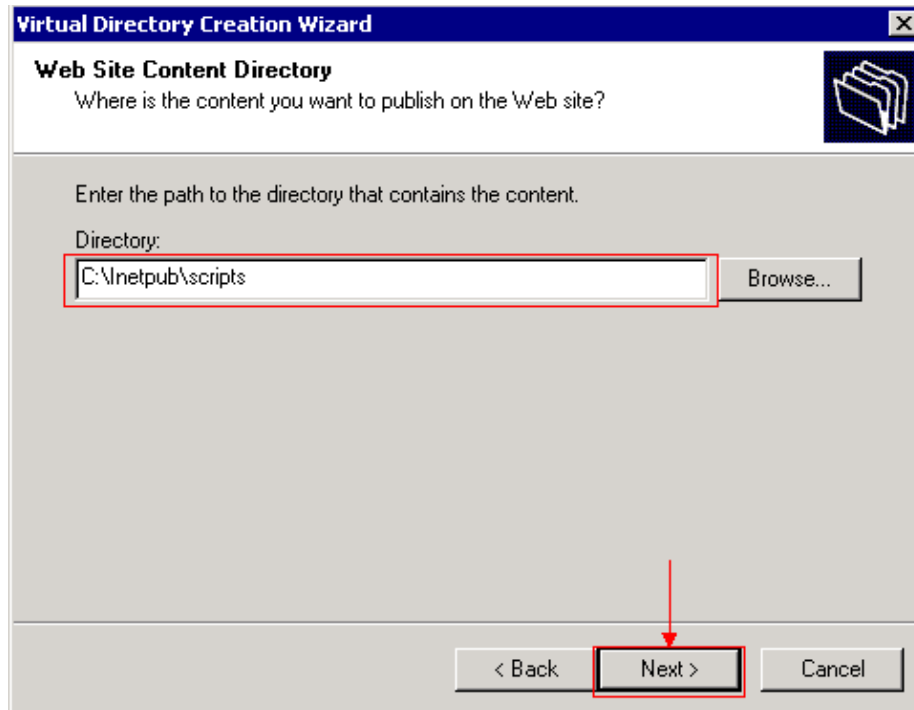 Virtual Directory Creation Wizard
Web Site Content Directory
Where is the content you want to publish on the Web site?
Enter the path to the directory that contains the content.
Directory:
C:\Inetpub\scripts
Browse...
< Back
Next >
Cancel